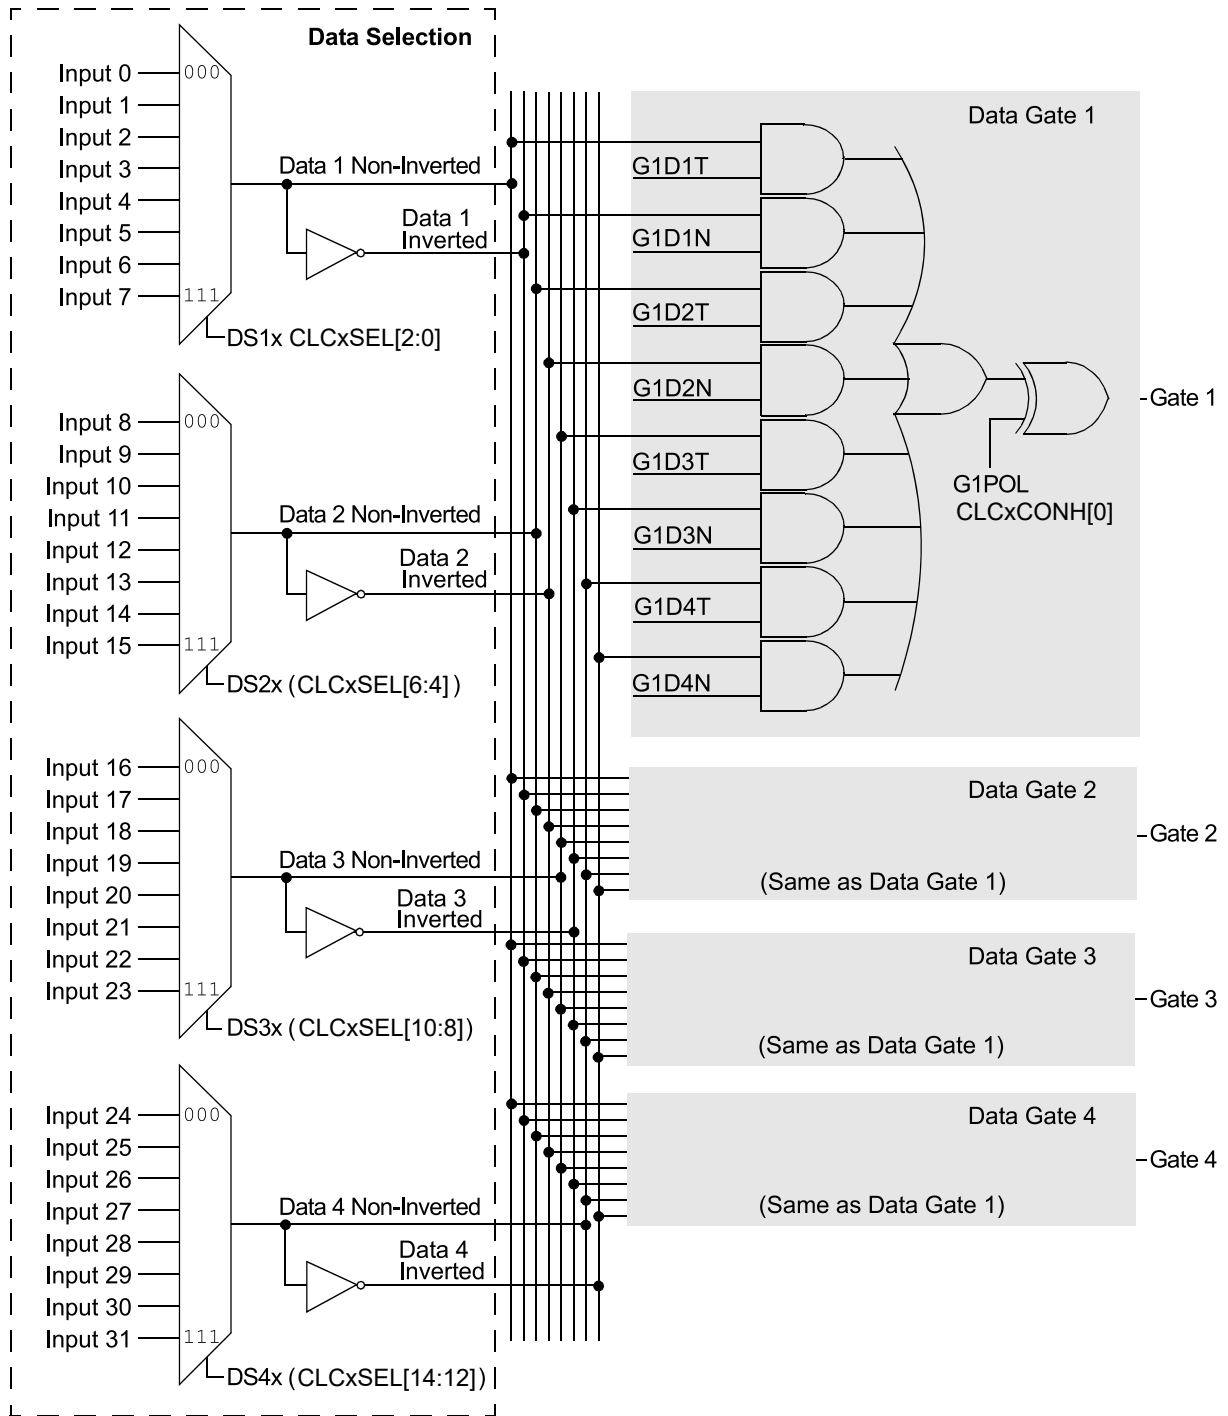 Data Selection
Input 0
000
Input 1
Input 2
Input 3
Input 4
Input 5
Input 6
Input 7
111
Data 1 Non-Inverted
Data 1
Inverted
DS1x CLCxSEL[2:0]
Input 8
000
Input 9
Input 10
Input 11
Input 12
Input 13
Input 14
Input 15
111
Data 2 Non-Inverted
Data 2
Inverted
DS2x (CLCxSEL[6:4])
Input 16
000
Input 17
Input 18
Input 19
Input 20
Input 21
Input 22
Input 23
111
Data 3 Non-Inverted
Data 3
Inverted
DS3x (CLCxSEL[10:8])
Input 24
000
Input 25
Input 26
Input 27
Input 28
Input 29
Input 30
Input 31
111
Data 4 Non-Inverted
Data 4
Inverted
DS4x (CLCxSEL[14:12])
Data Gate 1
G1D1T
G1D1N
G1D2T
G1D2N
G1D3T
G1D3N
G1D4T
G1D4N
G1POL
CLCxCONH[0]
Gate 1
Data Gate 2
(Same as Data Gate 1)
Gate 2
Data Gate 3
(Same as Data Gate 1)
Gate 3
Data Gate 4
(Same as Data Gate 1)
Gate 4